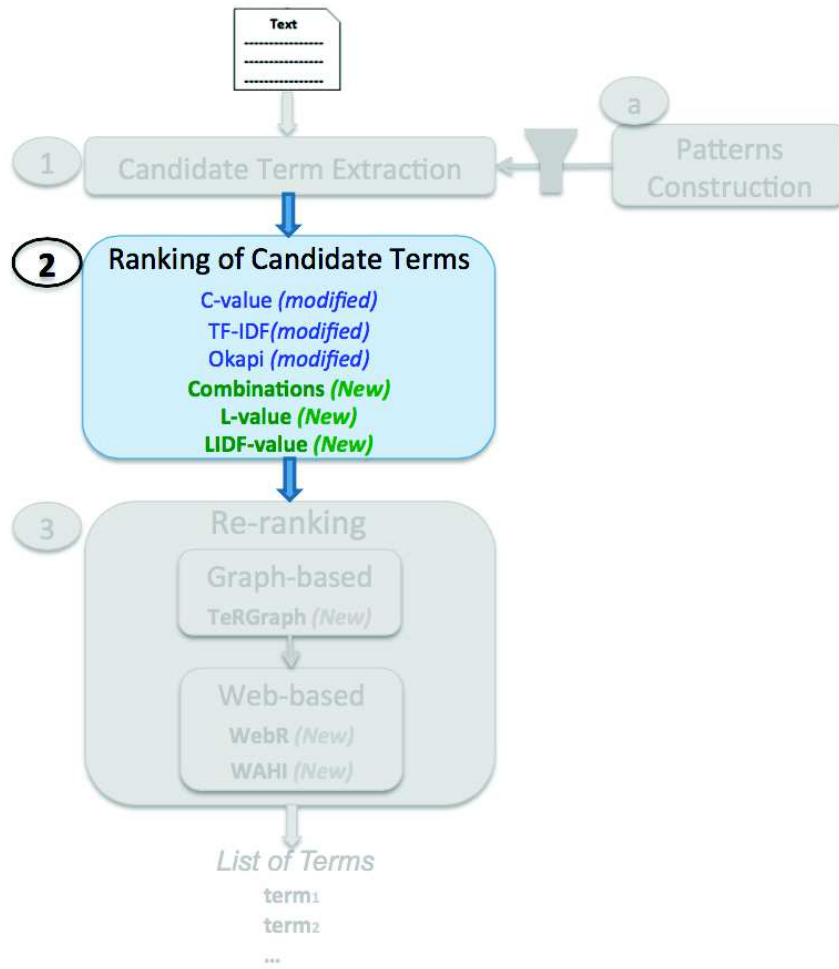 Text
a
1
Candidate Term Extraction
Patterns
Construction
2
Ranking of Candidate Terms
C-value (modified)
TF-IDF(modified)
Okapi (modified)
Combinations (New)
L-value (New)
LIDF-value (New)
3
Re-ranking
Graph-based
TeRGraph (New)
Web-based
WebR (New)
WAHI (New)
List of Terms
term1
term2
...